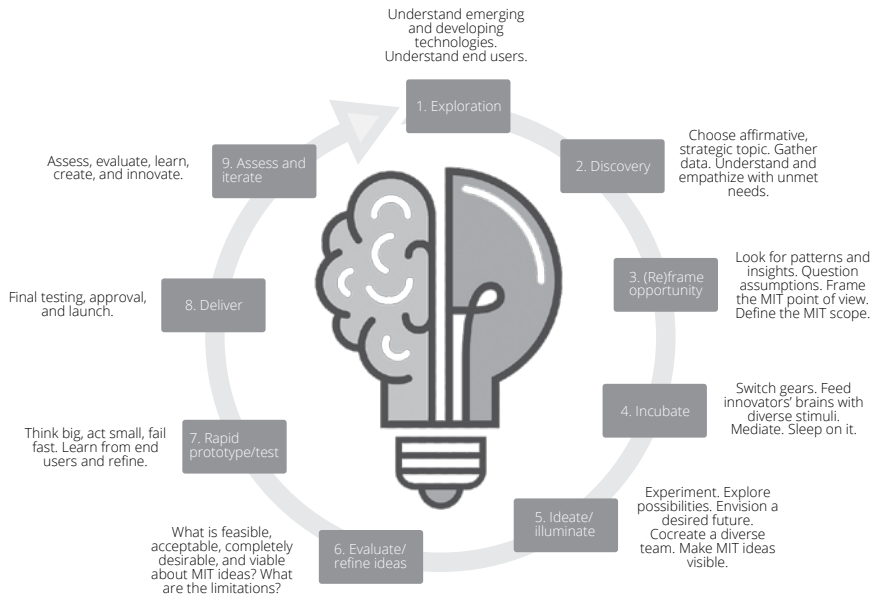 Understand emerging
and developing
technologies.
Understand end users.
1. Exploration
2. Discovery
Choose affirmative,
strategic topic. Gather
data. Understand and
empathize with unmet
needs.
3. (Re)frame
opportunity
Look for patterns and
insights. Question
assumptions. Frame
the MIT point of view.
Define the MIT scope.
4. Incubate
Switch gears. Feed
innovators’ brains with
diverse stimuli.
Mediate. Sleep on it.
5. Ideate/
illuminate
Experiment. Explore
possibilities. Envision a
desired future.
Cocreate a diverse
team. Make MIT ideas
visible.
6. Evaluate/
refine ideas
What is feasible,
acceptable, completely
desirable, and viable
about MIT ideas? What
are the limitations?
7. Rapid
prototype/test
Think big, act small, fail
fast. Learn from end
users and refine.
8. Deliver
Final testing, approval,
and launch.
9. Assess and
iterate
Assess, evaluate, learn,
create, and innovate.